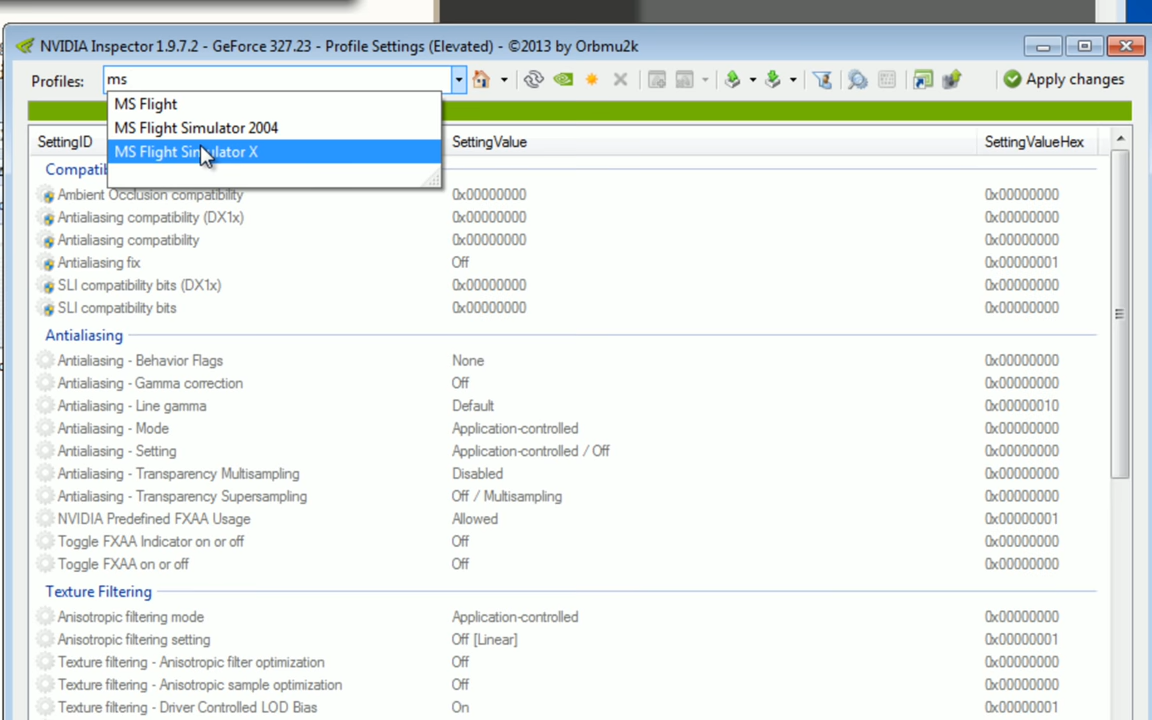 NVIDIA Inspector 1.9.7.2 - GeForce 327.23 - Profile Settings (Elevated) - ©2013 by Orbmu2k
Profiles: ms Apply changes
MS Flight
MS Flight Simulator 2004
MS Flight Simulator X
SettingID SettingValue SettingValueHex
Ambient Occlusion compatibility 0x00000000 0x00000000
Antialiasing compatibility (DX1x) 0x00000000 0x00000000
Antialiasing compatibility 0x00000000 0x00000000
Antialiasing fix Off 0x00000001
SLI compatibility bits (DX1x) 0x00000000 0x00000000
SLI compatibility bits 0x00000000 0x00000000
Antialiasing
Antialiasing - Behavior Flags None 0x00000000
Antialiasing - Gamma correction Off 0x00000000
Antialiasing - Line gamma Default 0x00000010
Antialiasing - Mode Application-controlled 0x00000000
Antialiasing - Setting Application-controlled / Off 0x00000000
Antialiasing - Transparency Multisampling Disabled 0x00000000
Antialiasing - Transparency Supersampling Off / Multisampling 0x00000000
NVIDIA Predefined FXAA Usage Allowed 0x00000001
Toggle FXAA Indicator on or off Off 0x00000000
Toggle FXAA on or off Off 0x00000000
Texture Filtering
Anisotropic filtering mode Application-controlled 0x00000000
Anisotropic filtering setting Off [Linear] 0x00000001
Texture filtering - Anisotropic filter optimization Off 0x00000000
Texture filtering - Anisotropic sample optimization Off 0x00000000
Texture filtering - Driver Controlled LOD Bias On 0x00000001